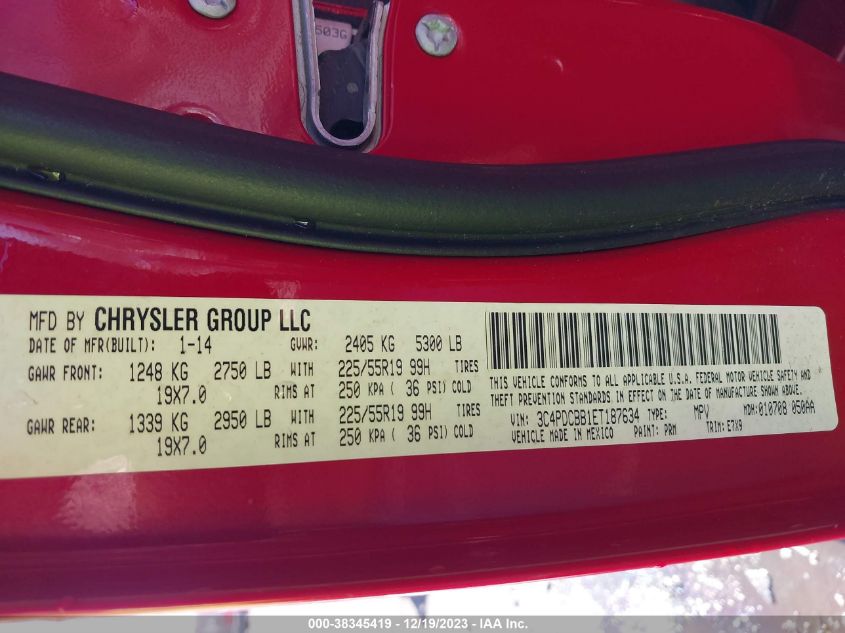 603G
MFD BY CHRYSLER GROUP LLC
DATE OF MFR(BUILT): 1-14 GVWR: 2405 KG 5300 LB
GAWR FRONT: 1248 KG 2750 LB WITH 225/55R19 99H TIRES
19X7.0 RIMS AT 250 KPA ( 36 PSI) COLD
GAWR REAR: 1339 KG 2950 LB WITH 225/55R19 99H TIRES
19X7.0 RIMS AT 250 KPA ( 36 PSI) COLD
THIS VEHICLE CONFORMS TO ALL APPLICABLE U.S.A. FEDERAL MOTOR VEHICLE SAFETY AND
THEFT PREVENTION STANDARDS IN EFFECT ON THE DATE OF MANUFACTURE SHOWN ABOVE.
VIN: 3C4PDCBB1ET187634 TYPE: MPV MDH:010708 050AA
VEHICLE MADE IN MEXICO PAINT: PRM TRIM: E7X9
000-38345419 - 12/19/2023 - IAA Inc.